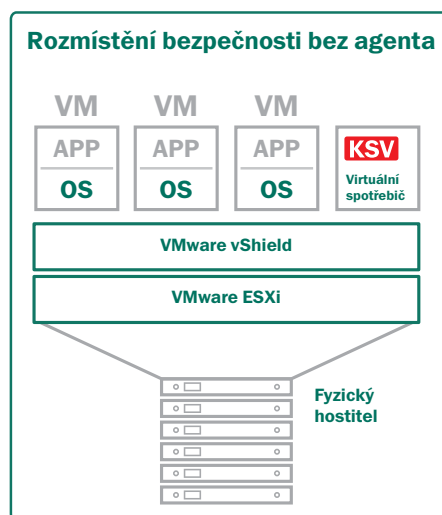 Rozmístění bezpečnosti bez agenta
VM VM VM
APP APP APP KSV
OS OS OS Virtuální
spotřebič
VMware vShield
VMware ESXi
Fyzický
hostitel